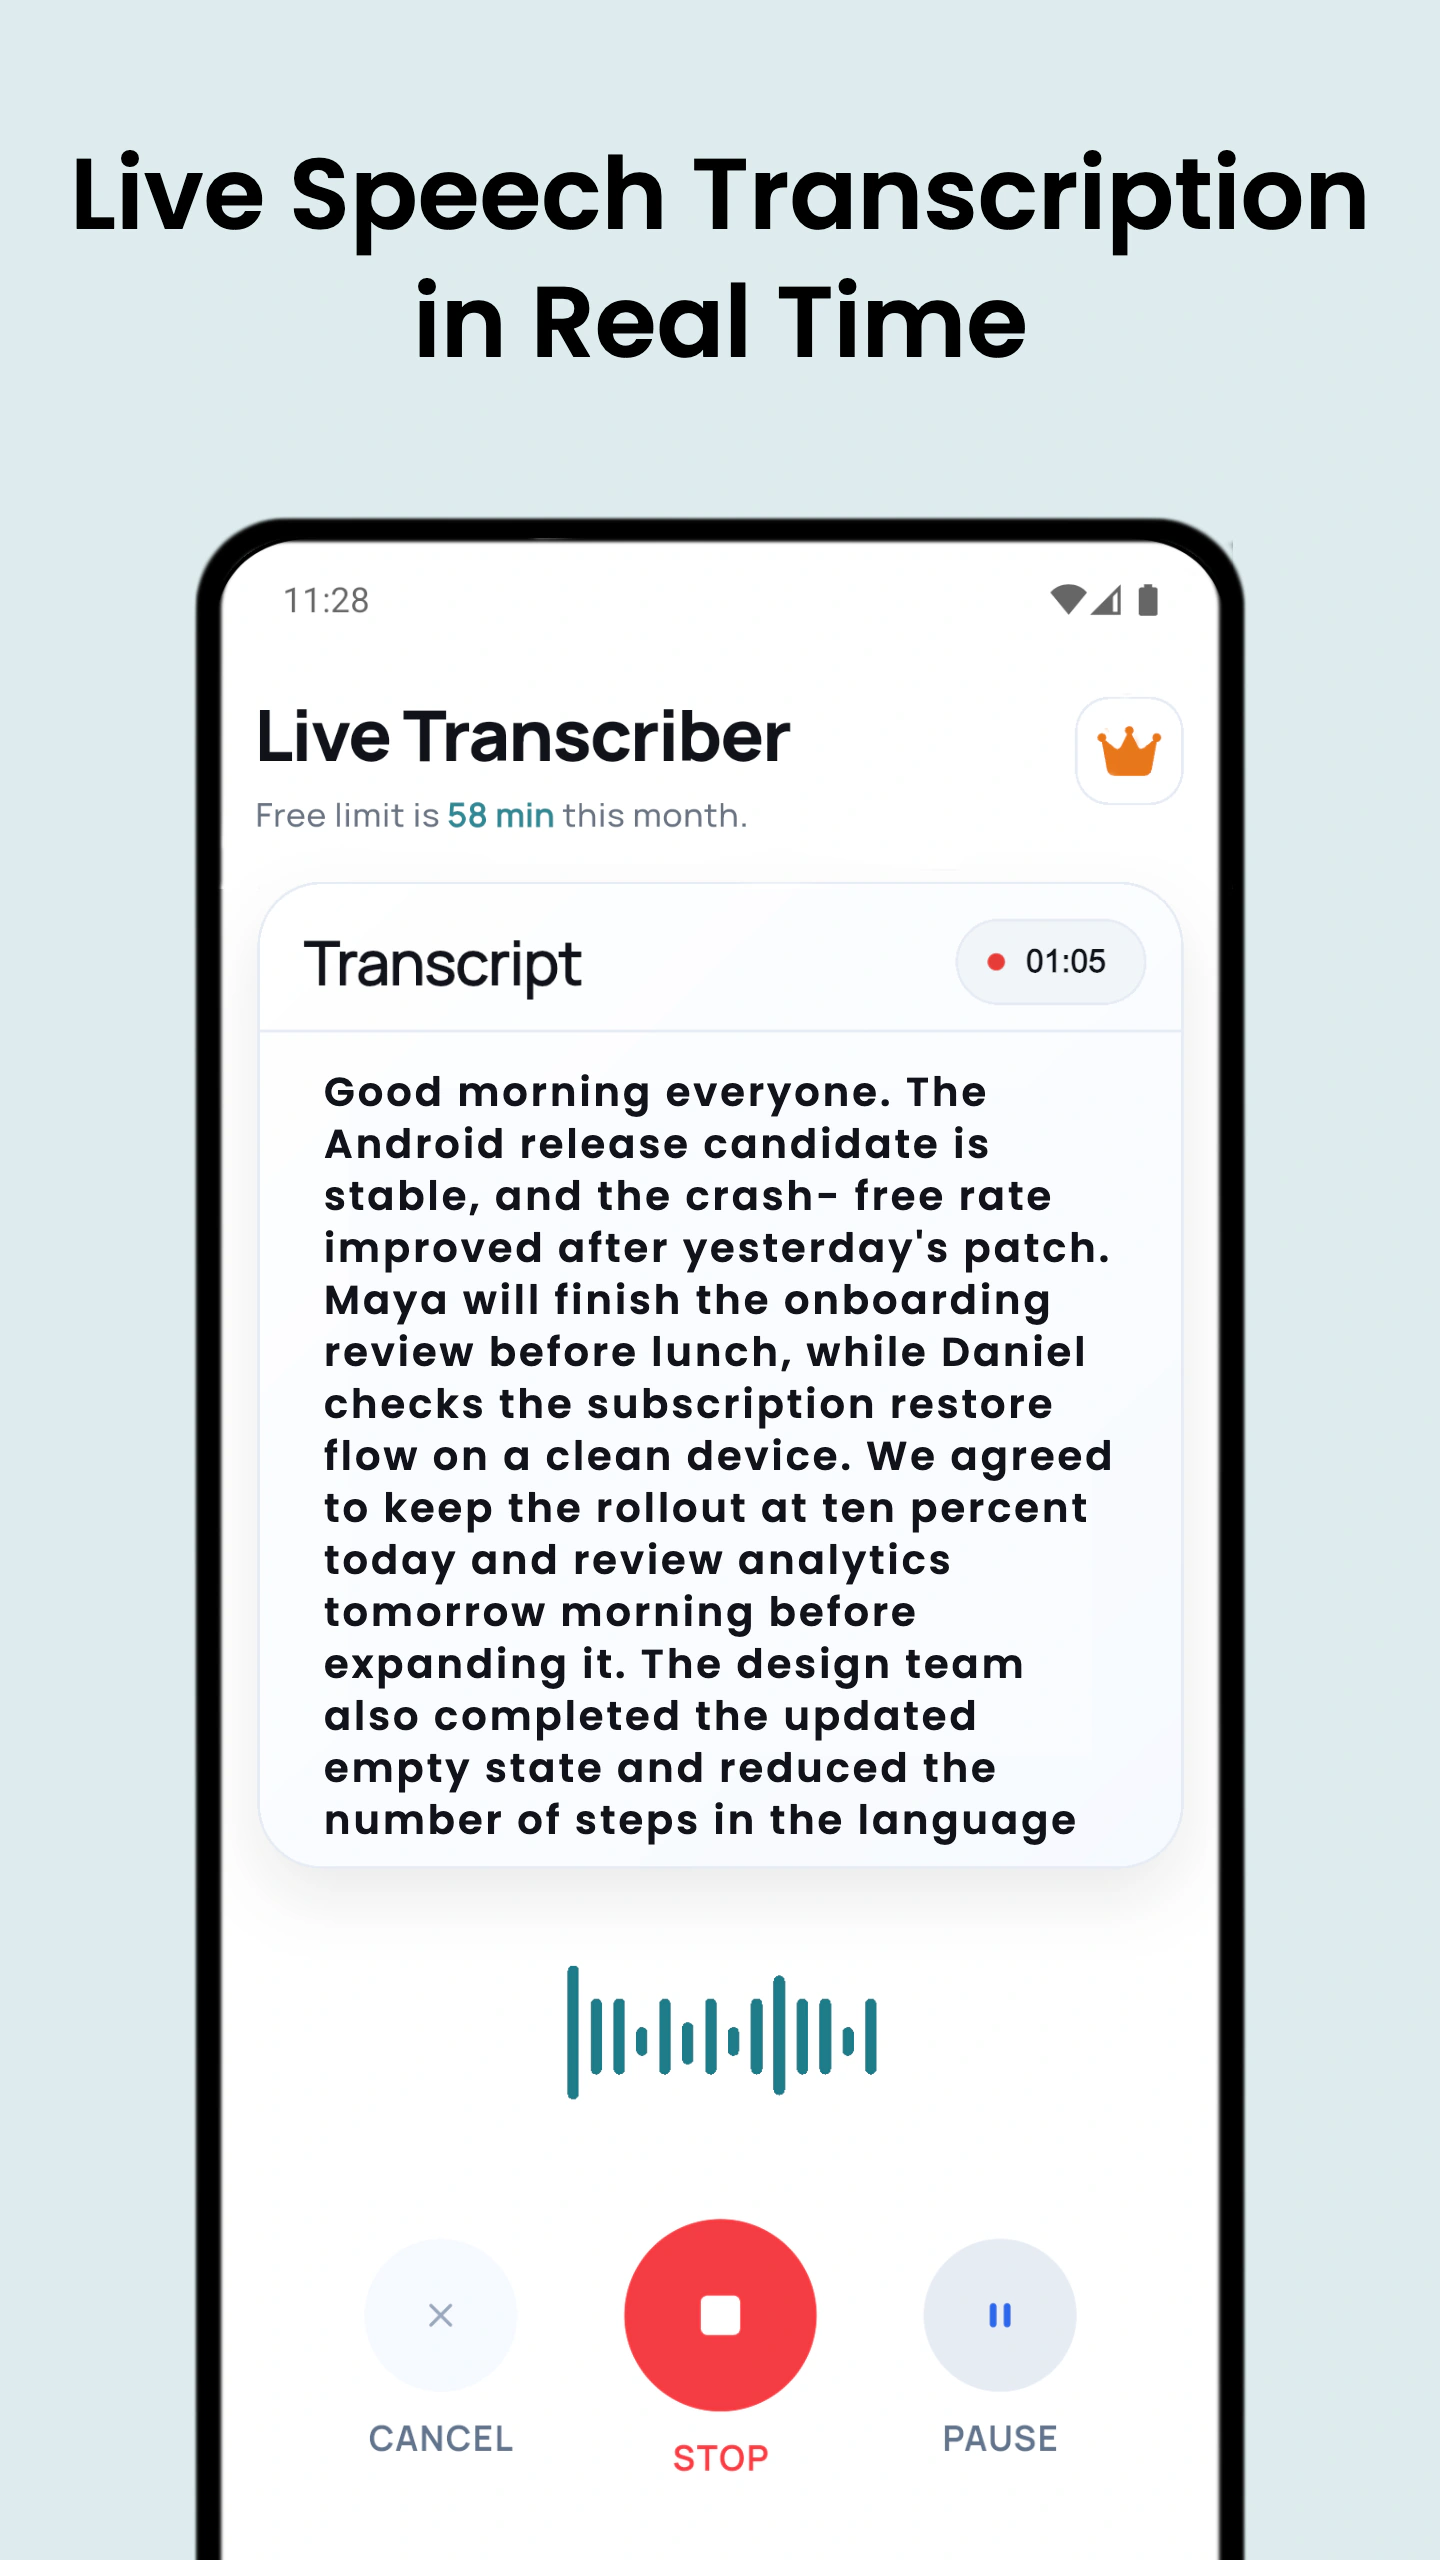 Live Speech Transcription
in Real Time
11:28
Live Transcriber
Free limit is 58 min this month.
Transcript
01:05
Good morning everyone. The
Android release candidate is
stable, and the crash- free rate
improved after yesterday's patch.
Maya will finish the onboarding
review before lunch, while Daniel
checks the subscription restore
flow on a clean device. We agreed
to keep the rollout at ten percent
today and review analytics
tomorrow morning before
expanding it. The design team
also completed the updated
empty state and reduced the
number of steps in the language
CANCEL
STOP
PAUSE